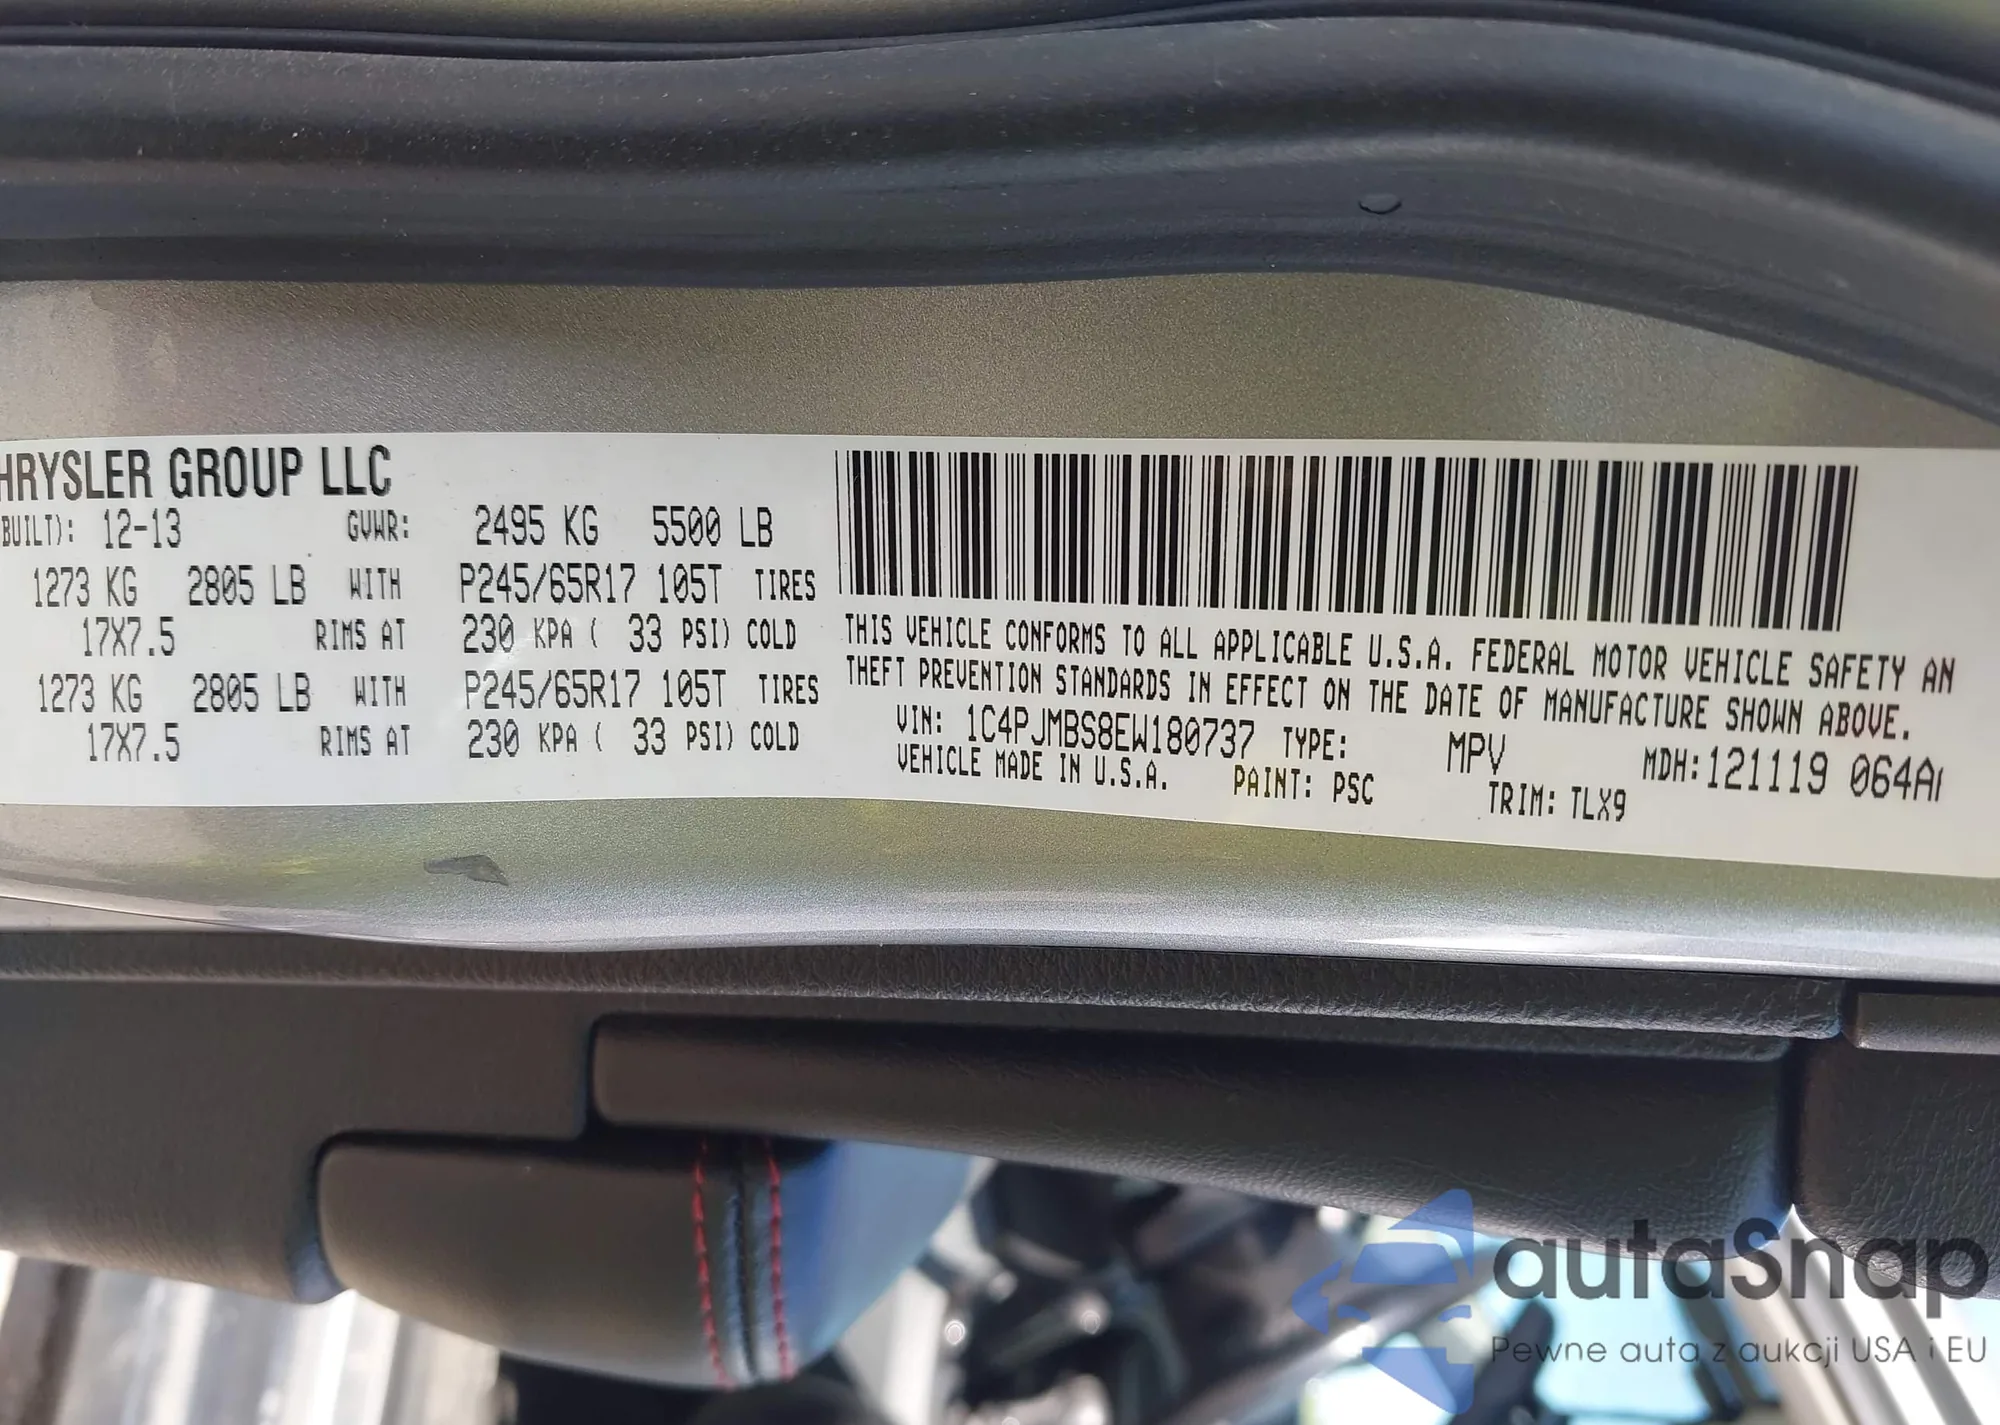 HRYSLER GROUP LLC
BUILT): 12-13 GVWR: 2495 KG 5500 LB
1273 KG 2805 LB WITH P245/65R17 105T TIRES
17X7.5 RIMS AT 230 KPA ( 33 PSI) COLD
1273 KG 2805 LB WITH P245/65R17 105T TIRES
17X7.5 RIMS AT 230 KPA ( 33 PSI) COLD
THIS VEHICLE CONFORMS TO ALL APPLICABLE U.S.A. FEDERAL MOTOR VEHICLE SAFETY AN
THEFT PREVENTION STANDARDS IN EFFECT ON THE DATE OF MANUFACTURE SHOWN ABOVE.
VIN: 1C4PJMBS8EW180737 TYPE: MPV MDH:121119 064A
VEHICLE MADE IN U.S.A. PAINT: PSC TRIM: TLX9
autaSnap
Pewne auta z aukcji USA i EU